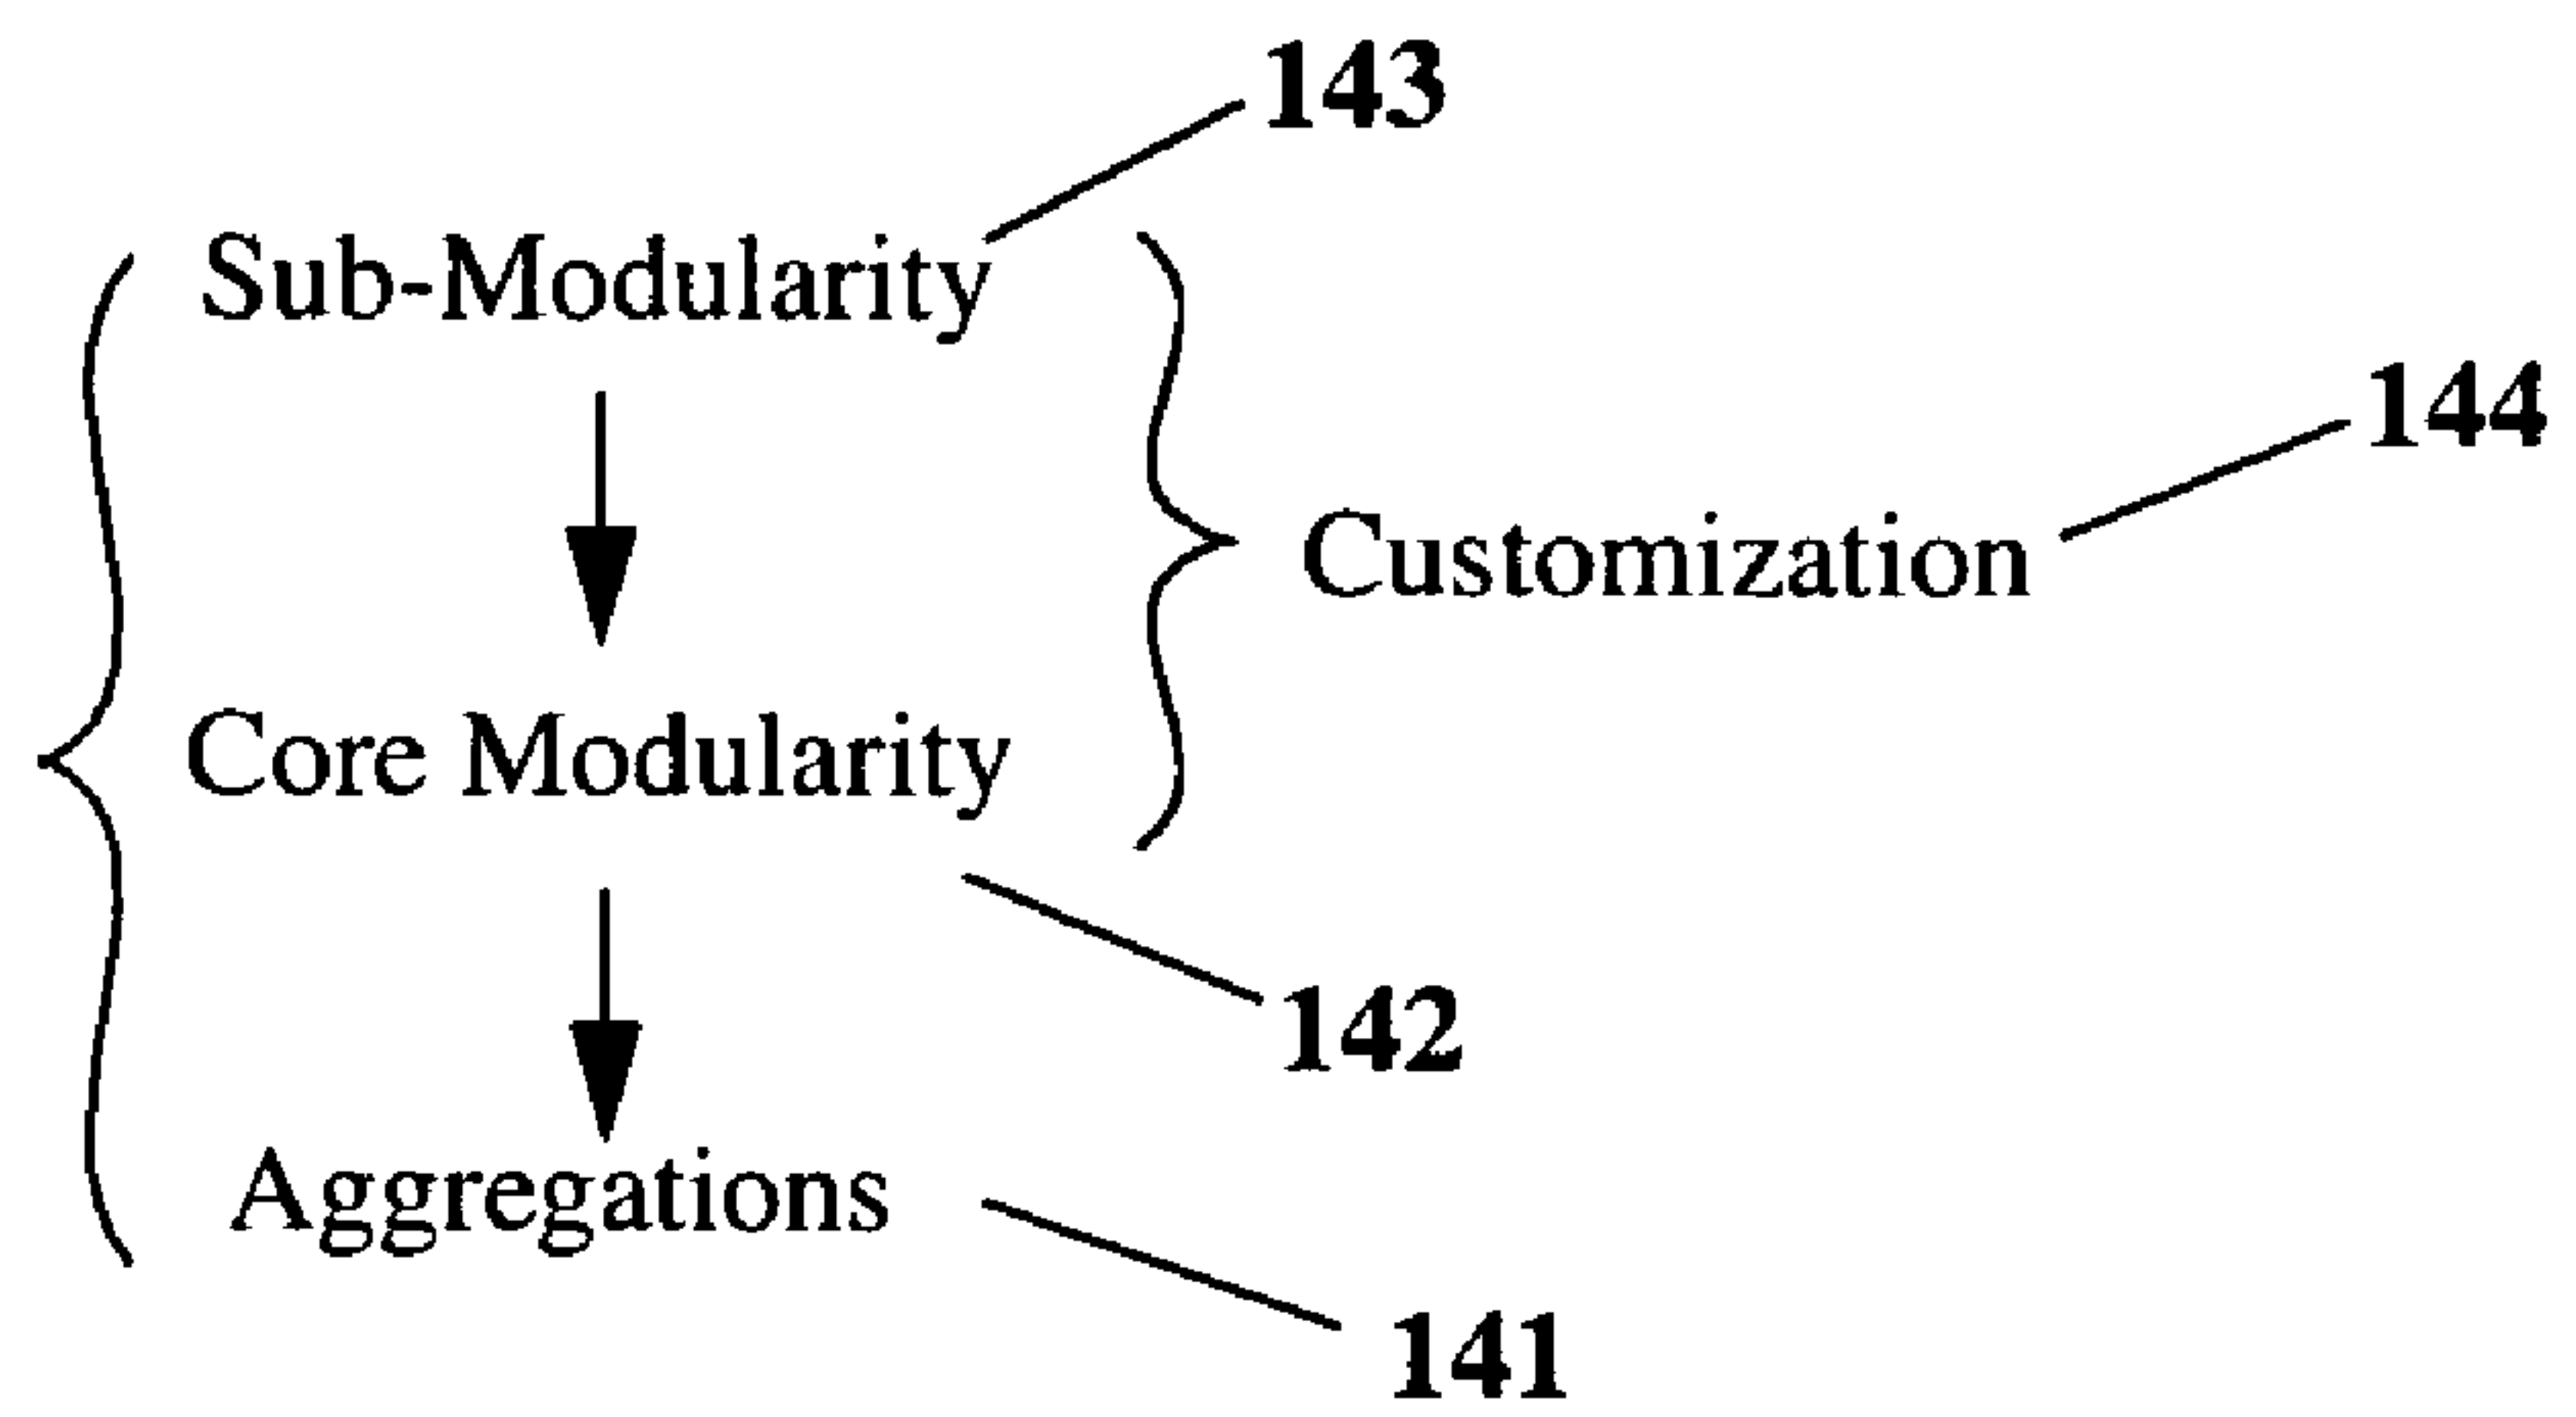 143
Sub-Modularity
144
Customization
Core Modularity
142
Aggregations
141